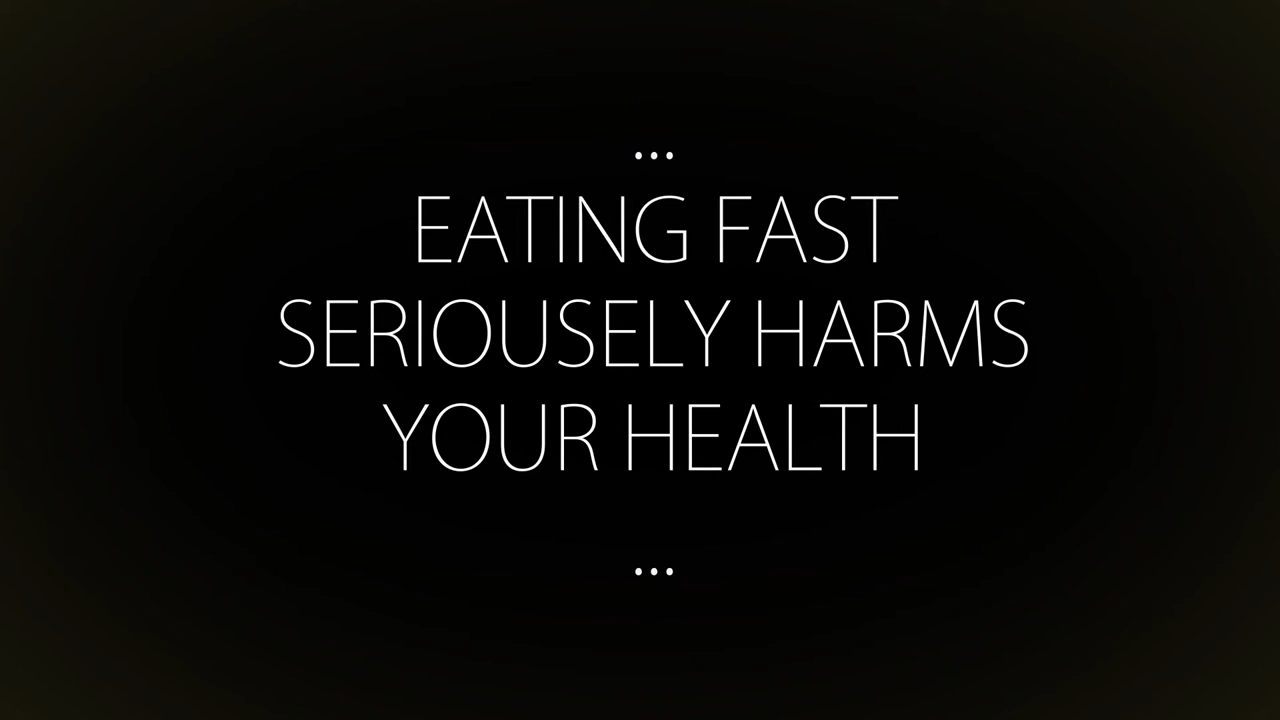 ...
EATING FAST
SERIOUSELY HARMS
YOUR HEALTH
...